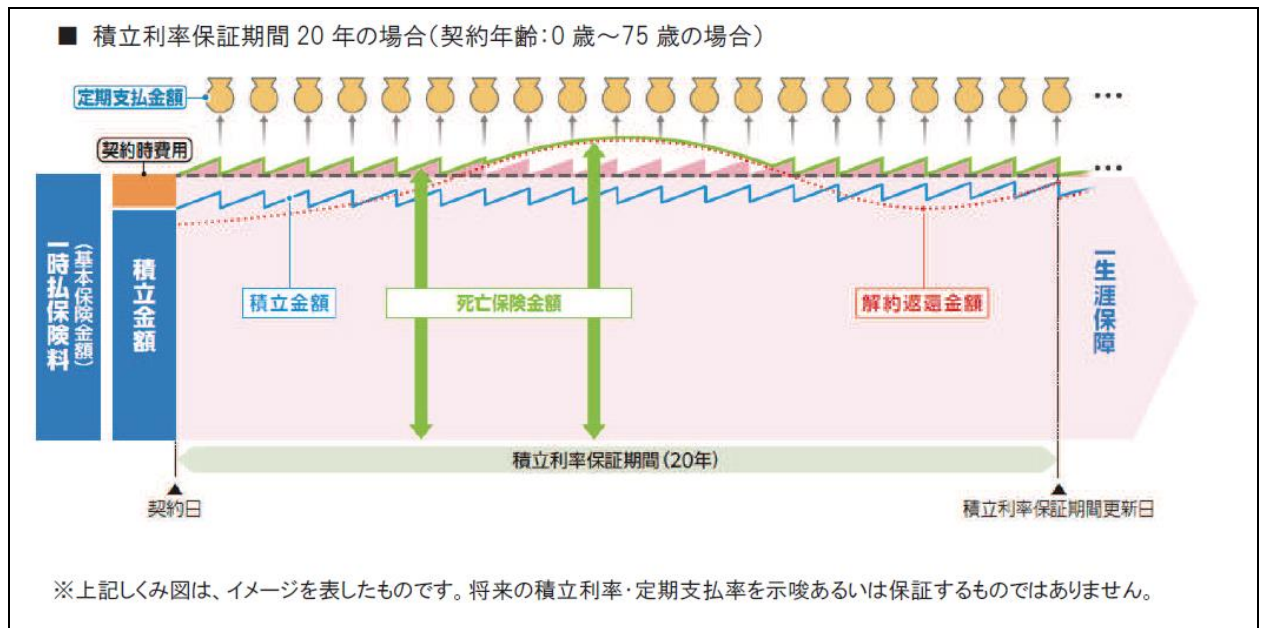 ■ 積立利率保証期間 20 年の場合（契約年齢：0 歳～75 歳の場合）
定期支払金額
…
契約時費用
…
一時払保険料
（基本保険金額）
積立金額
積立金額
死亡保険金額
解約返還金額
一生涯保障
積立利率保証期間（20年）
▲
契約日
▲
積立利率保証期間更新日
※上記しくみ図は、イメージを表したものです。将来の積立利率・定期支払率を示唆あるいは保証するものではありません。